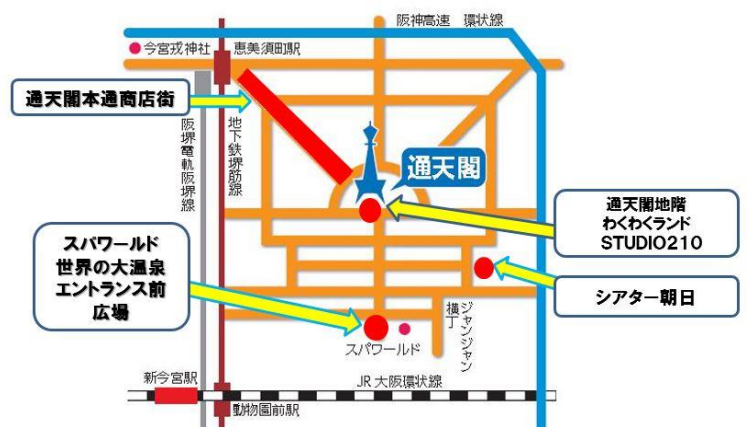 阪神高速 環状線
今宮戎神社
恵美須町駅
通天閣本通商店街
阪堺電軌阪堺線
地下鉄堺筋線
通天閣
通天閣地階
わくわくランド
STUDIO210
スパワールド
世界の大温泉
エントランス前
広場
シアター朝日
ジャンジャン
横丁
スパワールド
新今宮駅
JR大阪環状線
動物園前駅